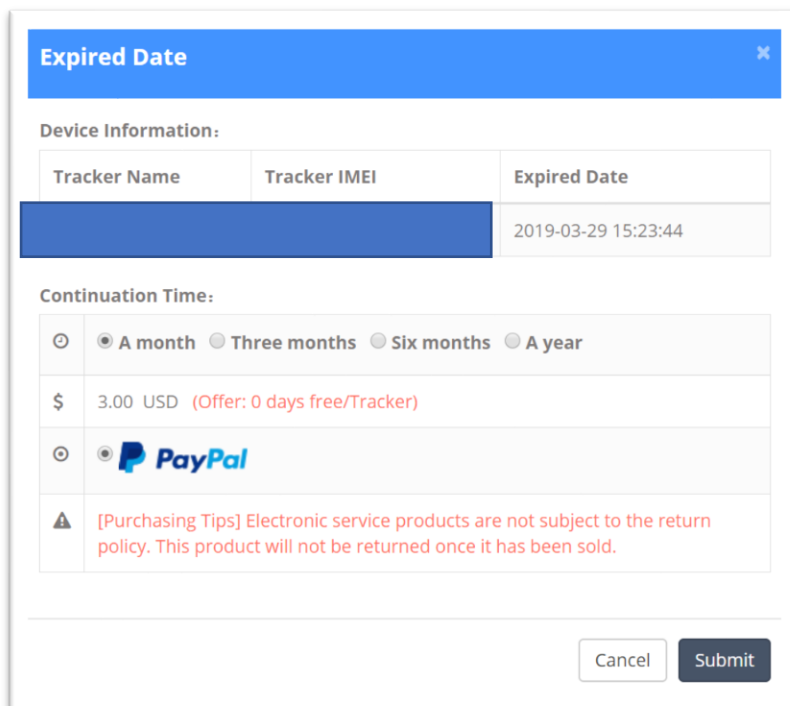 Expired Date ×
Device Information：
Tracker Name Tracker IMEI Expired Date
2019-03-29 15:23:44
Continuation Time：
A month Three months Six months A year
$ 3.00 USD (Offer: 0 days free/Tracker)
PayPal
[Purchasing Tips] Electronic service products are not subject to the return
policy. This product will not be returned once it has been sold.
Cancel Submit